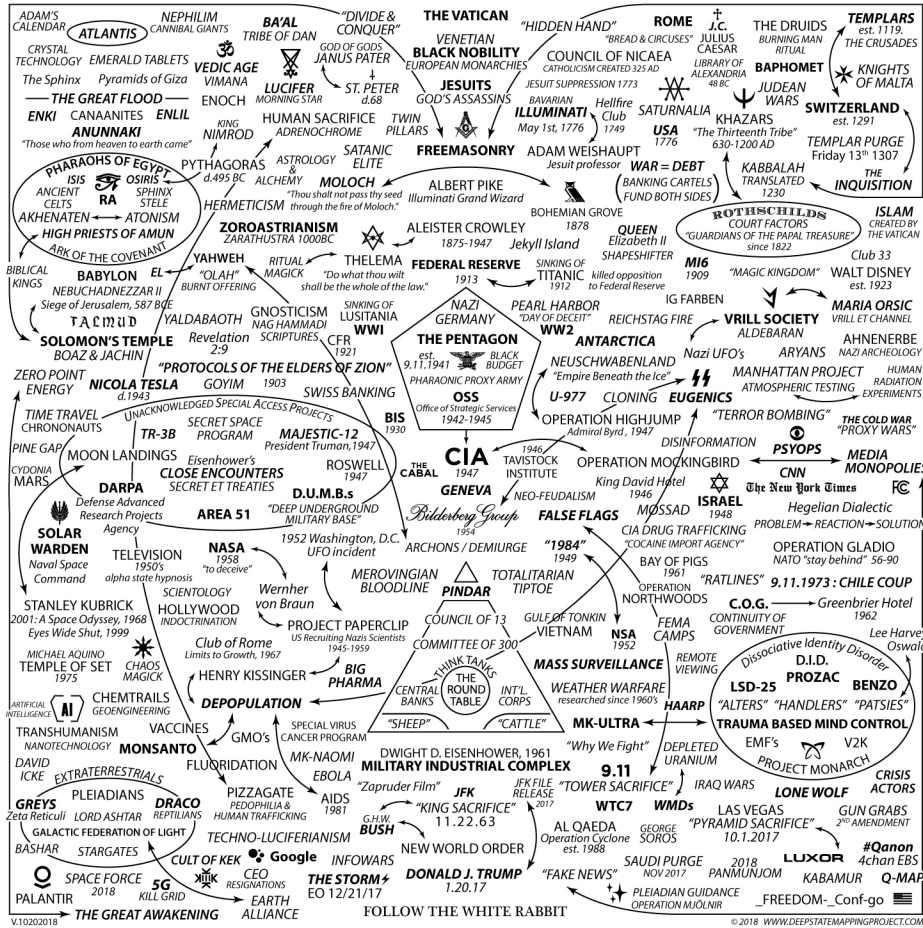 ADAM'S
CALENDAR
ATLANTIS
NEPHILIM
CANNIBAL GIANTS
BA'AL
TRIBE OF DAN
"DIVIDE &
CONQUER"
THE VATICAN
VENETIAN
BLACK NOBILITY
EUROPEAN MONARCHIES
"HIDDEN HAND"
ROME
"BREAD & CIRCUSES"
J.C.
JULIUS
CAESAR
THE DRUIDS
BURNING MAN
RITUAL
TEMPLARS
est. 1119.
THE CRUSADES
CRYSTAL
TECHNOLOGY
EMERALD TABLETS
The Sphinx
Pyramids of Giza
ॐ
VEDIC AGE
VIMANA
LUCIFER
MORNING STAR
GOD OF GODS
JANUS PATER
ST. PETER
d.68
JESUITS
GOD'S ASSASSINS
COUNCIL OF NICAEA
CATHOLICISM CREATED 325 AD
JESUIT SUPPRESSION 1773
LIBRARY OF
ALEXANDRIA
48 BC
BAPHOMET
JUDEAN
WARS
KNIGHTS
OF MALTA
THE GREAT FLOOD
ENKI
CANAANITES
ENLIL
ANUNNAKI
"Those who from heaven to earth came"
ENOCH
KING
NIMROD
HUMAN SACRIFICE
ADRENOCHROME
TWIN
PILLARS
G
FREEMASONRY
BAVARIAN
ILLUMINATI
May 1st, 1776
Hellfire
Club
1749
SATURNALIA
USA
1776
KHAZARS
"The Thirteenth Tribe"
630-1200 AD
SWITZERLAND
est. 1291
TEMPLAR PURGE
Friday 13th 1307
THE
INQUISITION
PHARAOHS OF EGYPT
ISIS
OSIRIS
RA
ANCIENT
CELTS
SPHINX
STELE
AKHENATEN
ATONISM
HIGH PRIESTS OF AMUN
ARK OF THE COVENANT
PYTHAGORAS
d.495 BC
HERMETICISM
ASTROLOGY
&
ALCHEMY
SATANIC
ELITE
MOLOCH
"Thou shalt not pass thy seed
through the fire of Moloch."
ADAM WEISHAUPT
Jesuit professor
ALBERT PIKE
Illuminati Grand Wizard
BOHEMIAN GROVE
1878
WAR = DEBT
BANKING CARTELS
FUND BOTH SIDES
KABBALAH
TRANSLATED
1230
ROTHSCHILDS
COURT FACTORS
"GUARDIANS OF THE PAPAL TREASURE"
since 1822
ISLAM
CREATED BY
THE VATICAN
ZOROASTRIANISM
ZARATHUSTRA 1000BC
ALEISTER CROWLEY
1875-1947
Jekyll Island
QUEEN
Elizabeth II
SHAPESHIFTER
MI6
1909
Club 33
"MAGIC KINGDOM"
WALT DISNEY
est. 1923
BIBLICAL
KINGS
BABYLON
NEBUCHADNEZZAR II
Siege of Jerusalem, 587 BCE
EL
YAHWEH
"OLAH"
BURNT OFFERING
RITUAL
MAGICK
THELEMA
"Do what thou wilt
shall be the whole of the law."
FEDERAL RESERVE
1913
SINKING OF
TITANIC
1912
killed opposition
to Federal Reserve
TALMUD
SOLOMON'S TEMPLE
BOAZ & JACHIN
YALDABAOTH
Revelation
2:9
GNOSTICISM
NAG HAMMADI
SCRIPTURES
SINKING OF
LUSITANIA
WWI
CFR
1921
NAZI
GERMANY
PEARL HARBOR
"DAY OF DECEIT"
WW2
IG FARBEN
REICHSTAG FIRE
VRILL SOCIETY
ALDEBARAN
MARIA ORSIC
VRILL ET CHANNEL
THE PENTAGON
est.
9.11.1941
BLACK
BUDGET
PHARAONIC PROXY ARMY
OSS
Office of Strategic Services
1942-1945
ANTARCTICA
NEUSCHWABENLAND
"Empire Beneath the Ice"
Nazi UFO's
ARYANS
AHNENERBE
NAZI ARCHEOLOGY
ZERO POINT
ENERGY
NICOLA TESLA
d.1943
"PROTOCOLS OF THE ELDERS OF ZION"
GOYIM
1903
SWISS BANKING
BIS
1930
U-977
CLONING
EUGENICS
MANHATTAN PROJECT
ATMOSPHERIC TESTING
HUMAN
RADIATION
EXPERIMENTS
TIME TRAVEL
CHRONONAUTS
UNACKNOWLEDGED SPECIAL ACCESS PROJECTS
TR-3B
SECRET SPACE
PROGRAM
MAJESTIC-12
President Truman,1947
OPERATION HIGHJUMP
Admiral Byrd , 1947
"TERROR BOMBING"
THE COLD WAR
"PROXY WARS"
PINE GAP
CYDONIA
MARS
MOON LANDINGS
Eisenhower's
CLOSE ENCOUNTERS
SECRET ET TREATIES
ROSWELL
1947
THE
CABAL
CIA
1947
1946
TAVISTOCK
INSTITUTE
DISINFORMATION
OPERATION MOCKINGBIRD
PSYOPS
CNN
The New York Times
MEDIA
MONOPOLIES
FC
DARPA
Defense Advanced
Research Projects
Agency
AREA 51
D.U.M.B.s
"DEEP UNDERGROUND
MILITARY BASE"
GENEVA
Bilderberg Group
1954
NEO-FEUDALISM
King David Hotel
1946
ISRAEL
1948
MOSSAD
Hegelian Dialectic
PROBLEM → REACTION → SOLUTION
SOLAR
WARDEN
Naval Space
Command
TELEVISION
1950's
alpha state hypnosis
NASA
1958
"to deceive"
1952 Washington, D.C.
UFO incident
ARCHONS / DEMIURGE
FALSE FLAGS
"1984"
1949
CIA DRUG TRAFFICKING
"COCAINE IMPORT AGENCY"
BAY OF PIGS
1961
OPERATION GLADIO
NATO "stay behind" 56-90
STANLEY KUBRICK
2001: A Space Odyssey, 1968
Eyes Wide Shut, 1999
SCIENTOLOGY
HOLLYWOOD
INDOCTRINATION
Wernher
von Braun
MEROVINGIAN
BLOODLINE
PINDAR
TOTALITARIAN
TIPTOE
OPERATION
NORTHWOODS
"RATLINES"
9.11.1973 : CHILE COUP
C.O.G.
CONTINUITY OF
GOVERNMENT
Greenbrier Hotel
1962
PROJECT PAPERCLIP
US Recruiting Nazis Scientists
1945-1959
COUNCIL OF 13
COMMITTEE OF 300
THINK TANKS
THE
ROUND
TABLE
CENTRAL
BANKS
INT'L.
CORPS
"SHEEP"
"CATTLE"
GULF OF TONKIN
VIETNAM
NSA
1952
FEMA
CAMPS
Lee Harvey
Oswald
MICHAEL AQUINO
TEMPLE OF SET
1975
CHAOS
MAGICK
Club of Rome
Limits to Growth, 1967
HENRY KISSINGER
BIG
PHARMA
MASS SURVEILLANCE
WEATHER WARFARE
researched since 1960's
REMOTE
VIEWING
HAARP
Dissociative Identity Disorder
D.I.D.
PROZAC
LSD-25
BENZO
"ALTERS" "HANDLERS" "PATSIES"
TRAUMA BASED MIND CONTROL
EMF's
V2K
PROJECT MONARCH
ARTIFICIAL
INTELLIGENCE
AI
CHEMTRAILS
GEOENGINEERING
DEPOPULATION
TRANSHUMANISM
NANOTECHNOLOGY
VACCINES
MONSANTO
GMO's
SPECIAL VIRUS
CANCER PROGRAM
MK-ULTRA
"Why We Fight"
DEPLETED
URANIUM
DAVID
ICKE
FLUORIDATION
MK-NAOMI
EBOLA
DWIGHT D. EISENHOWER, 1961
MILITARY INDUSTRIAL COMPLEX
9.11
"TOWER SACRIFICE"
WTC7
WMDs
IRAQ WARS
LONE WOLF
CRISIS
ACTORS
EXTRATERRESTRIALS
GREYS
Zeta Reticuli
PLEIADIANS
LORD ASHTAR
DRACO
REPTILIANS
GALACTIC FEDERATION OF LIGHT
BASHAR
STARGATES
PIZZAGATE
PEDOPHILIA &
HUMAN TRAFFICKING
AIDS
1981
"Zapruder Film"
JFK
"KING SACRIFICE"
11.22.63
JFK FILE
RELEASE
2017
G.H.W.
BUSH
NEW WORLD ORDER
AL QAEDA
Operation Cyclone
est. 1988
GEORGE
SOROS
LAS VEGAS
"PYRAMID SACRIFICE"
10.1.2017
GUN GRABS
2ND AMENDMENT
TECHNO-LUCIFERIANISM
CULT OF KEK
Google
CEO
RESIGNATIONS
INFOWARS
THE STORM
EO 12/21/17
DONALD J. TRUMP
1.20.17
"FAKE NEWS"
SAUDI PURGE
NOV 2017
2018
PANMUNJOM
LUXOR
KABAMUR
#Qanon
4chan EBS
Q-MAP
PALANTIR
SPACE FORCE
2018
5G
KILL GRID
EARTH
ALLIANCE
THE GREAT AWAKENING
FOLLOW THE WHITE RABBIT
PLEIADIAN GUIDANCE
OPERATION MJÖLNIR
_FREEDOM-_Conf-go
V.10202018
© 2018 WWW.DEEPSTATEMAPPINGPROJECT.COM